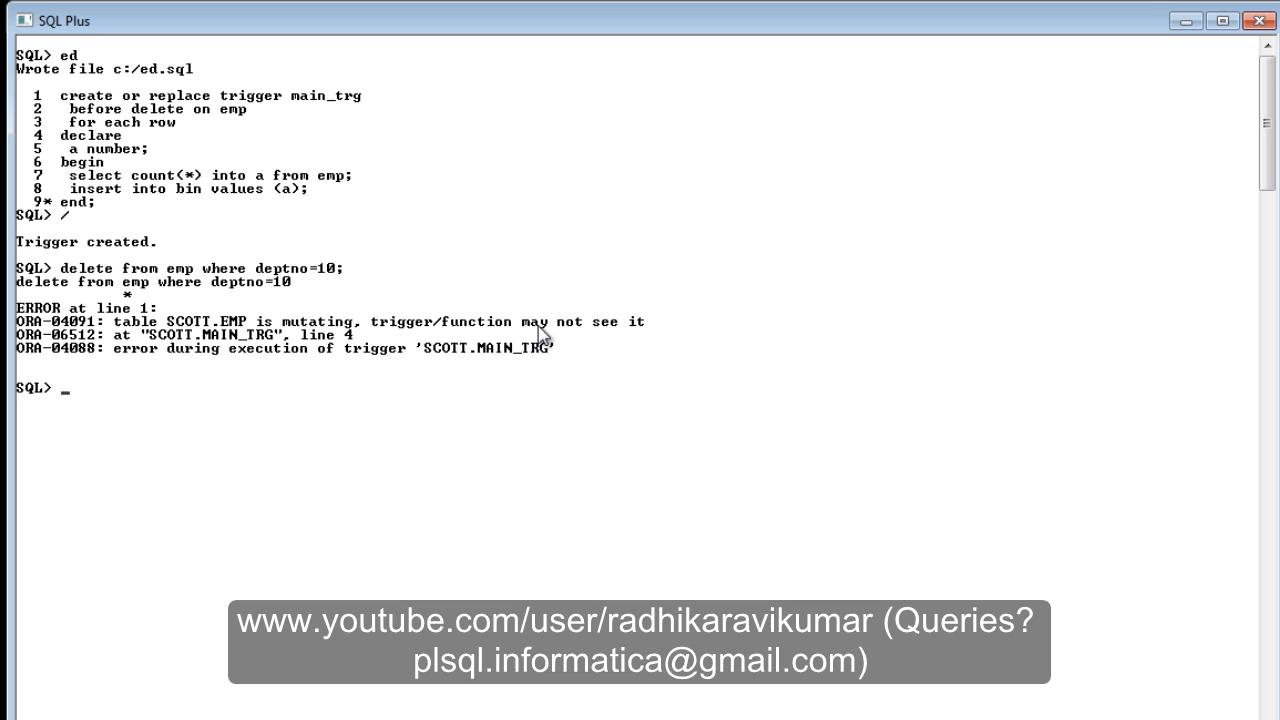 SQL Plus
SQL> ed
Wrote file c:/ed.sql
1 create or replace trigger main_trg
2 before delete on emp
3 for each row
4 declare
5 a number;
6 begin
7 select count(*) into a from emp;
8 insert into bin values (a);
9* end;
SQL> /
Trigger created.
SQL> delete from emp where deptno=10;
delete from emp where deptno=10
*
ERROR at line 1:
ORA-04091: table SCOTT.EMP is mutating, trigger/function may not see it
ORA-06512: at "SCOTT.MAIN_TRG", line 4
ORA-04088: error during execution of trigger 'SCOTT.MAIN_TRG'
SQL> _
www.youtube.com/user/radhikaravikumar (Queries?
plsql.informatica@gmail.com)